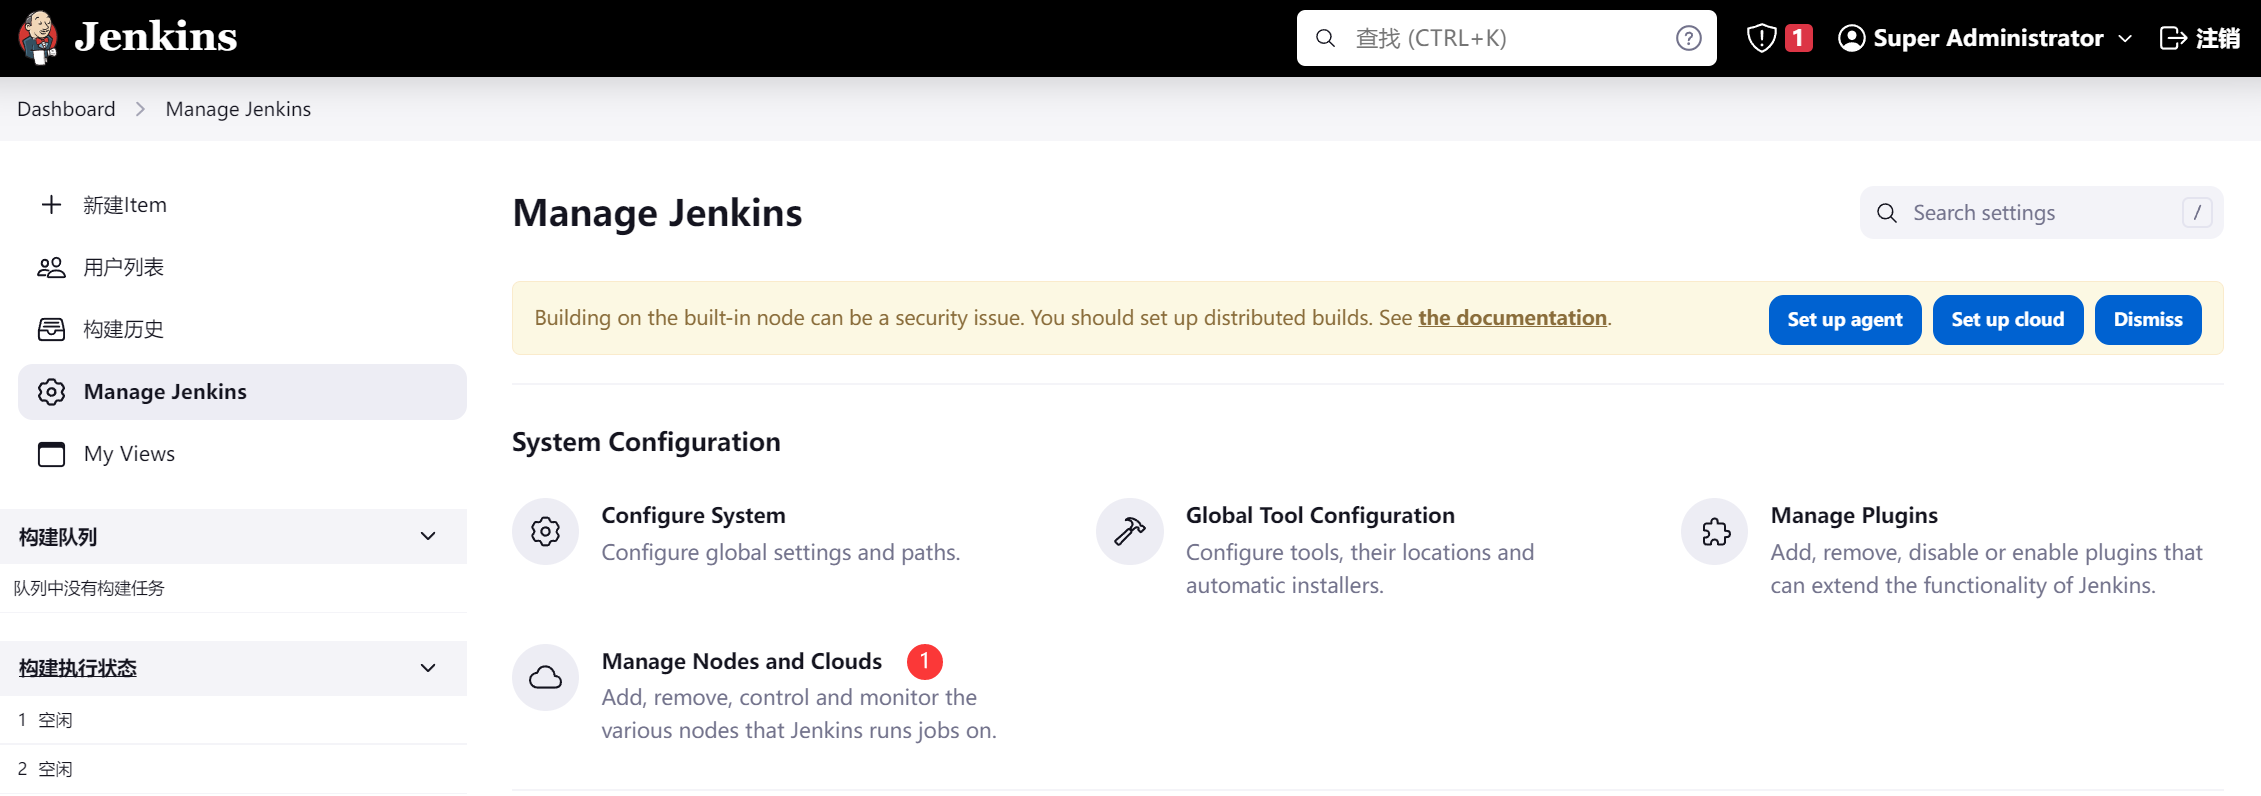 Jenkins
查找 (CTRL+K)
?
1
Super Administrator
注销
Dashboard
Manage Jenkins
新建Item
用户列表
构建历史
Manage Jenkins
My Views
构建队列
队列中没有构建任务
构建执行状态
1 空闲
2 空闲
Manage Jenkins
Search settings
/
Building on the built-in node can be a security issue. You should set up distributed builds. See the documentation.
Set up agent
Set up cloud
Dismiss
System Configuration
Configure System
Configure global settings and paths.
Global Tool Configuration
Configure tools, their locations and
automatic installers.
Manage Plugins
Add, remove, disable or enable plugins that
can extend the functionality of Jenkins.
Manage Nodes and Clouds
1
Add, remove, control and monitor the
various nodes that Jenkins runs jobs on.